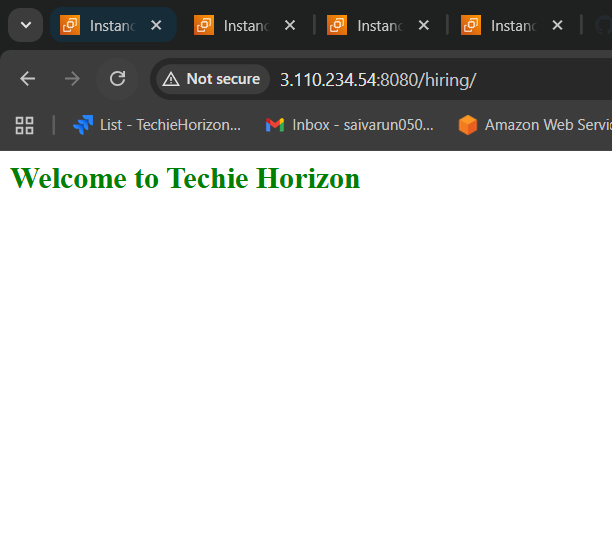 Instanc
Instanc
Instanc
Instanc
Not secure
3.110.234.54:8080/hiring/
List - TechieHorizon...
Inbox - saivarun050...
Amazon Web Servic
Welcome to Techie Horizon